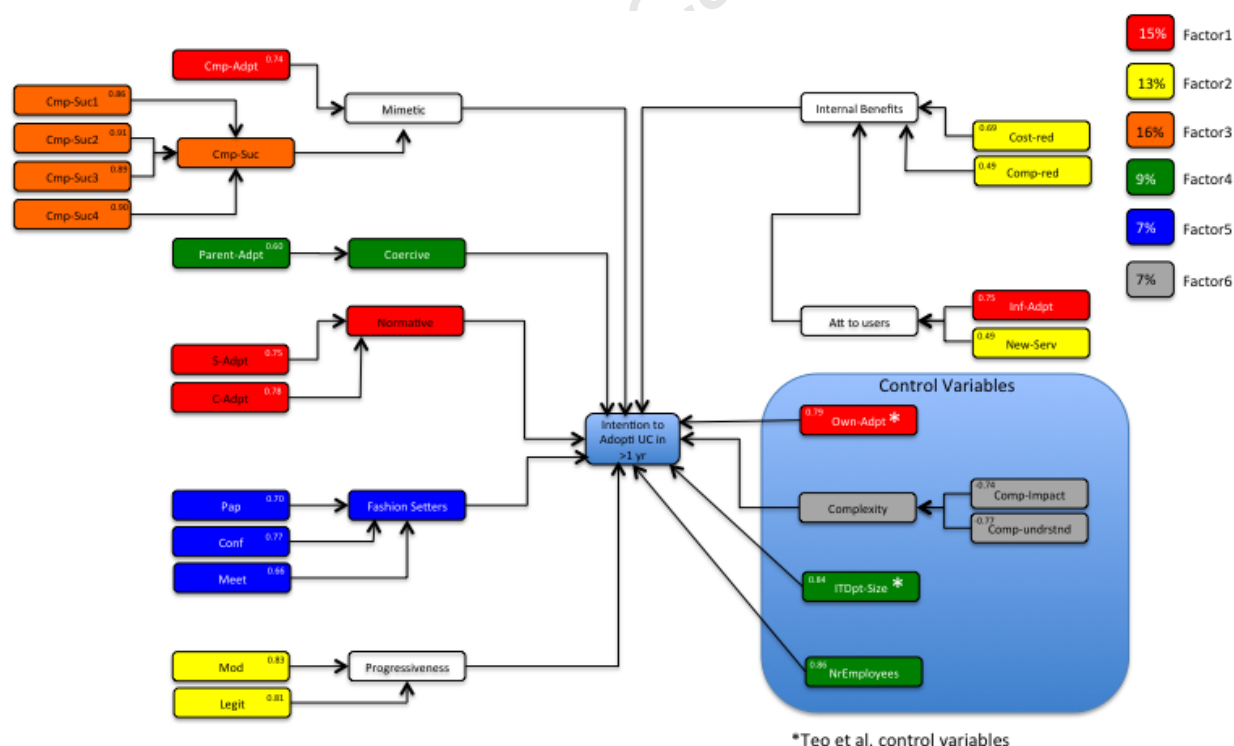 15% Factor1
Cmp-Adpt 0.74
Cmp-Suc1 0.86
Mimetic
Internal Benefits
13% Factor2
Cmp-Suc2 0.91
0.69 Cost-red
16% Factor3
Cmp-Suc
Cmp-Suc3 0.89
0.49 Comp-red
9% Factor4
Cmp-Suc4 0.90
7% Factor5
Parent-Adpt 0.60
Coercive
7% Factor6
0.75 Inf-Adpt
Normative
Att to users
0.49 New-Serv
S-Adpt 0.75
C-Adpt 0.78
Control Variables
0.79 Own-Adpt *
Intention to
AdoptI UC in
>1 yr
-0.74 Comp-Impact
Pap 0.70
Fashion Setters
Complexity
-0.77 Comp-undrstnd
Conf 0.77
Meet 0.66
0.84 ITDpt-Size *
Mod 0.83
Progressiveness
0.86 NrEmployees
Legit 0.81
*Teo et al. control variables